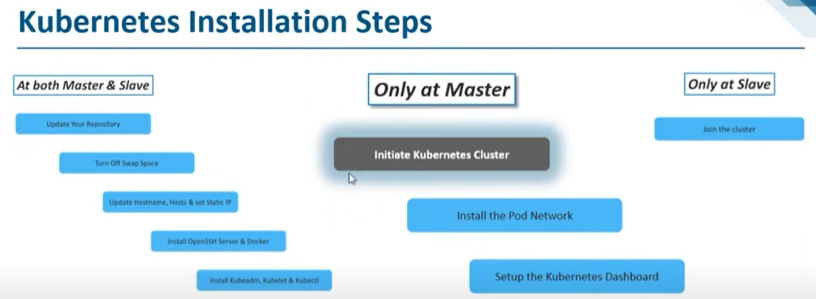 Kubernetes Installation Steps
At both Master & Slave
Update Your Repository
Turn Off Swap Space
Update Hostname, Hosts & set Static IP
Install OpenSSH Server & Docker
Install Kubeadm, Kubelet & Kubectl
Only at Master
Initiate Kubernetes Cluster
Install the Pod Network
Setup the Kubernetes Dashboard
Only at Slave
Join the cluster